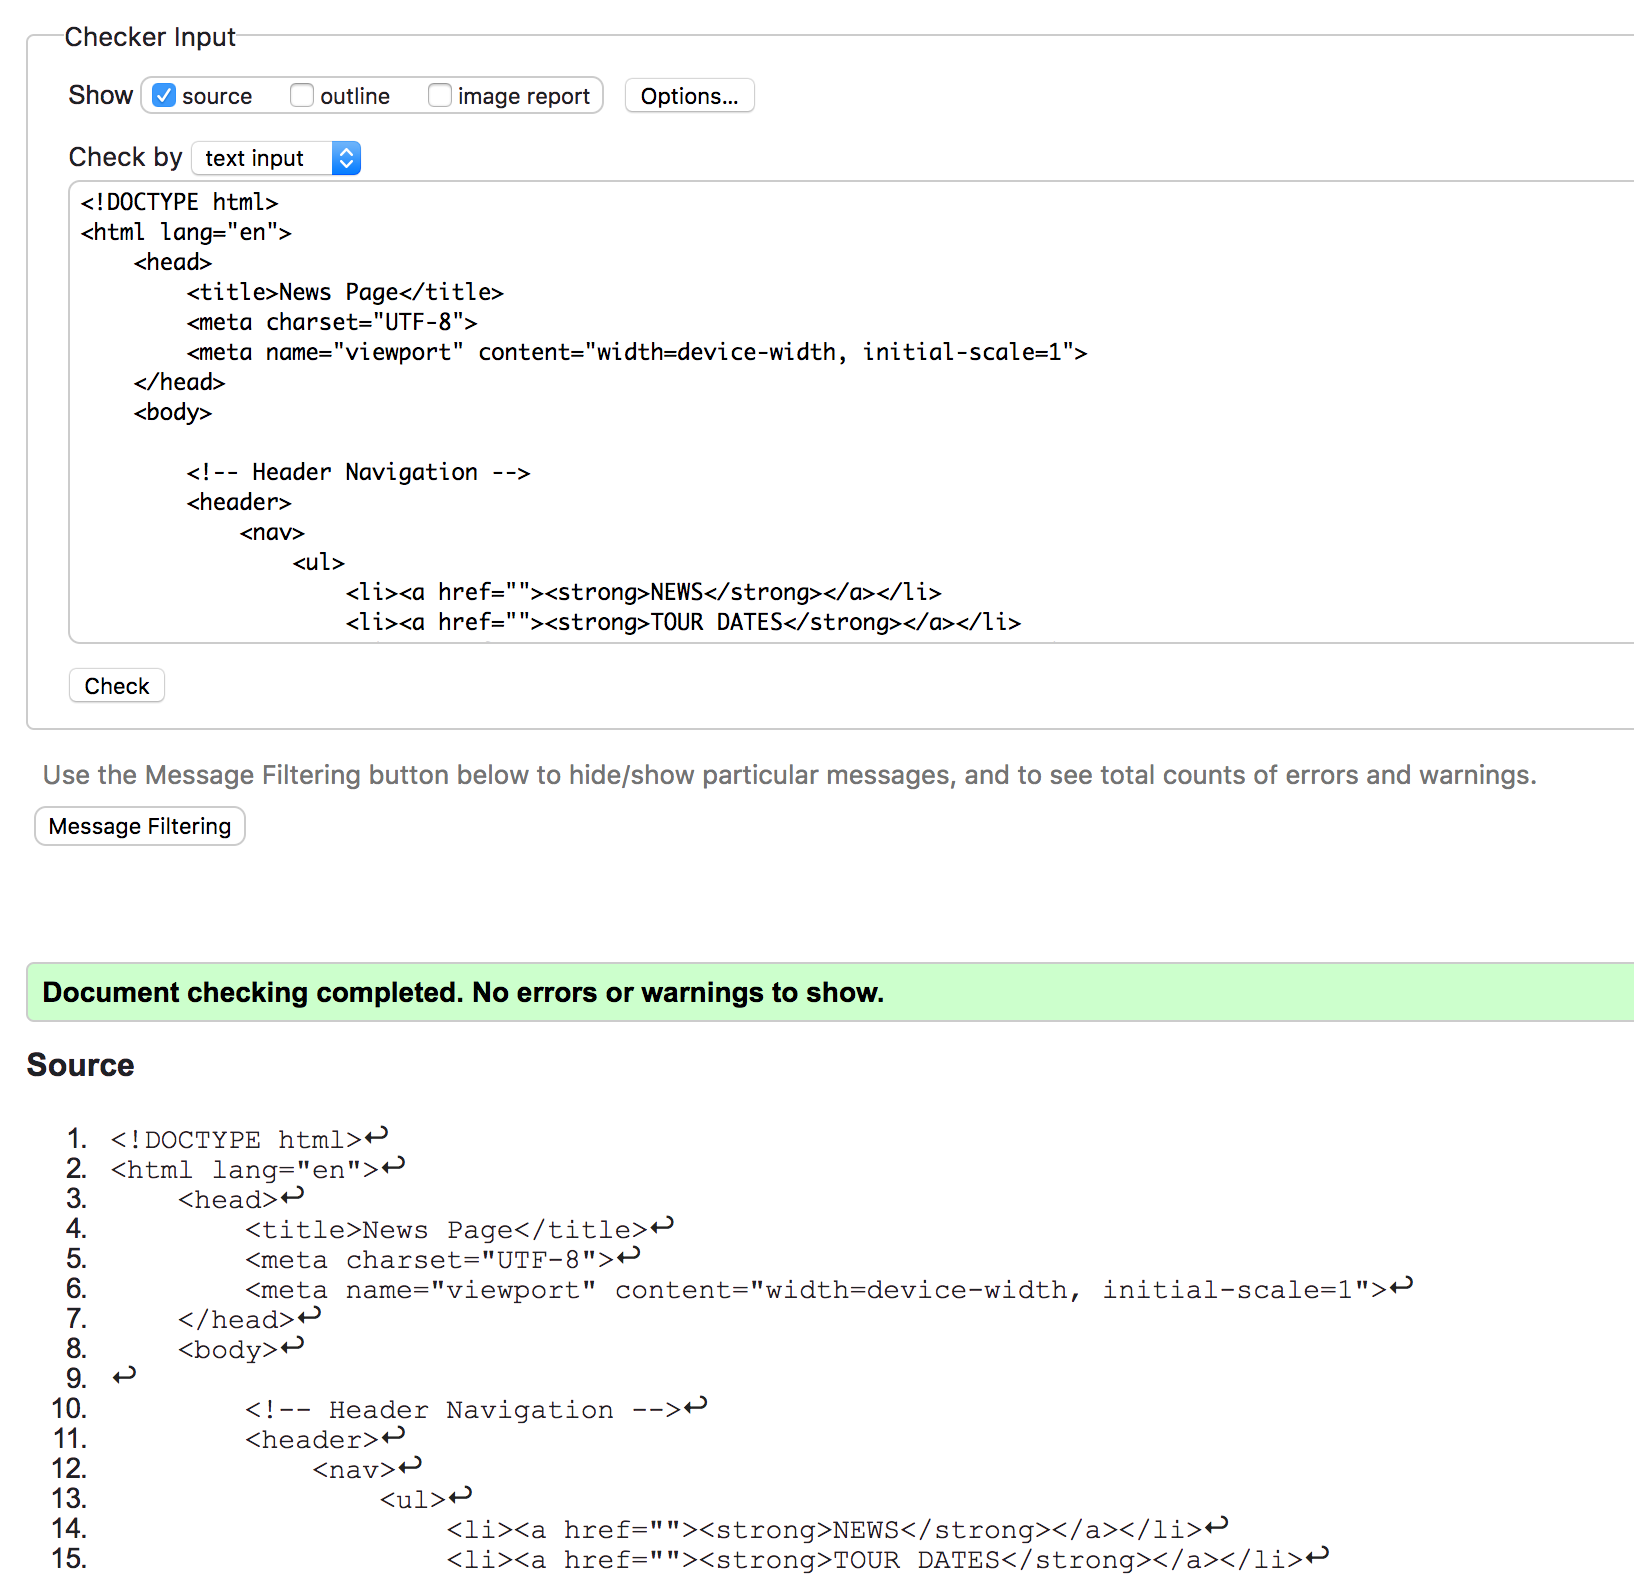 Checker Input
Show source outline image report Options...
Check by text input
<!DOCTYPE html>
<html lang="en">
    <head>
        <title>News Page</title>
        <meta charset="UTF-8">
        <meta name="viewport" content="width=device-width, initial-scale=1">
    </head>
    <body>

        <!-- Header Navigation -->
        <header>
            <nav>
                <ul>
                    <li><a href=""><strong>NEWS</strong></a></li>
                    <li><a href=""><strong>TOUR DATES</strong></a></li>
Check
Use the Message Filtering button below to hide/show particular messages, and to see total counts of errors and warnings.
Message Filtering
Document checking completed. No errors or warnings to show.
Source
1. <!DOCTYPE html>↩
2. <html lang="en">↩
3.     <head>↩
4.         <title>News Page</title>↩
5.         <meta charset="UTF-8">↩
6.         <meta name="viewport" content="width=device-width, initial-scale=1">↩
7.     </head>↩
8.     <body>↩
9. ↩
10.         <!-- Header Navigation -->↩
11.         <header>↩
12.             <nav>↩
13.                 <ul>↩
14.                     <li><a href=""><strong>NEWS</strong></a></li>↩
15.                     <li><a href=""><strong>TOUR DATES</strong></a></li>↩